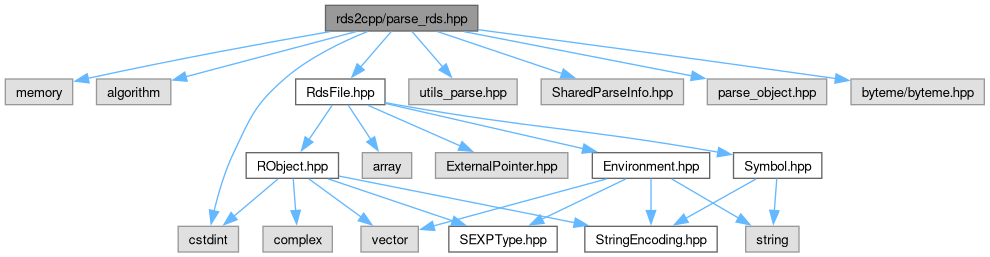 rds2cpp/parse_rds.hpp
memory
algorithm
RdsFile.hpp
utils_parse.hpp
SharedParseInfo.hpp
parse_object.hpp
byteme/byteme.hpp
RObject.hpp
array
ExternalPointer.hpp
Environment.hpp
Symbol.hpp
cstdint
complex
vector
SEXPType.hpp
StringEncoding.hpp
string